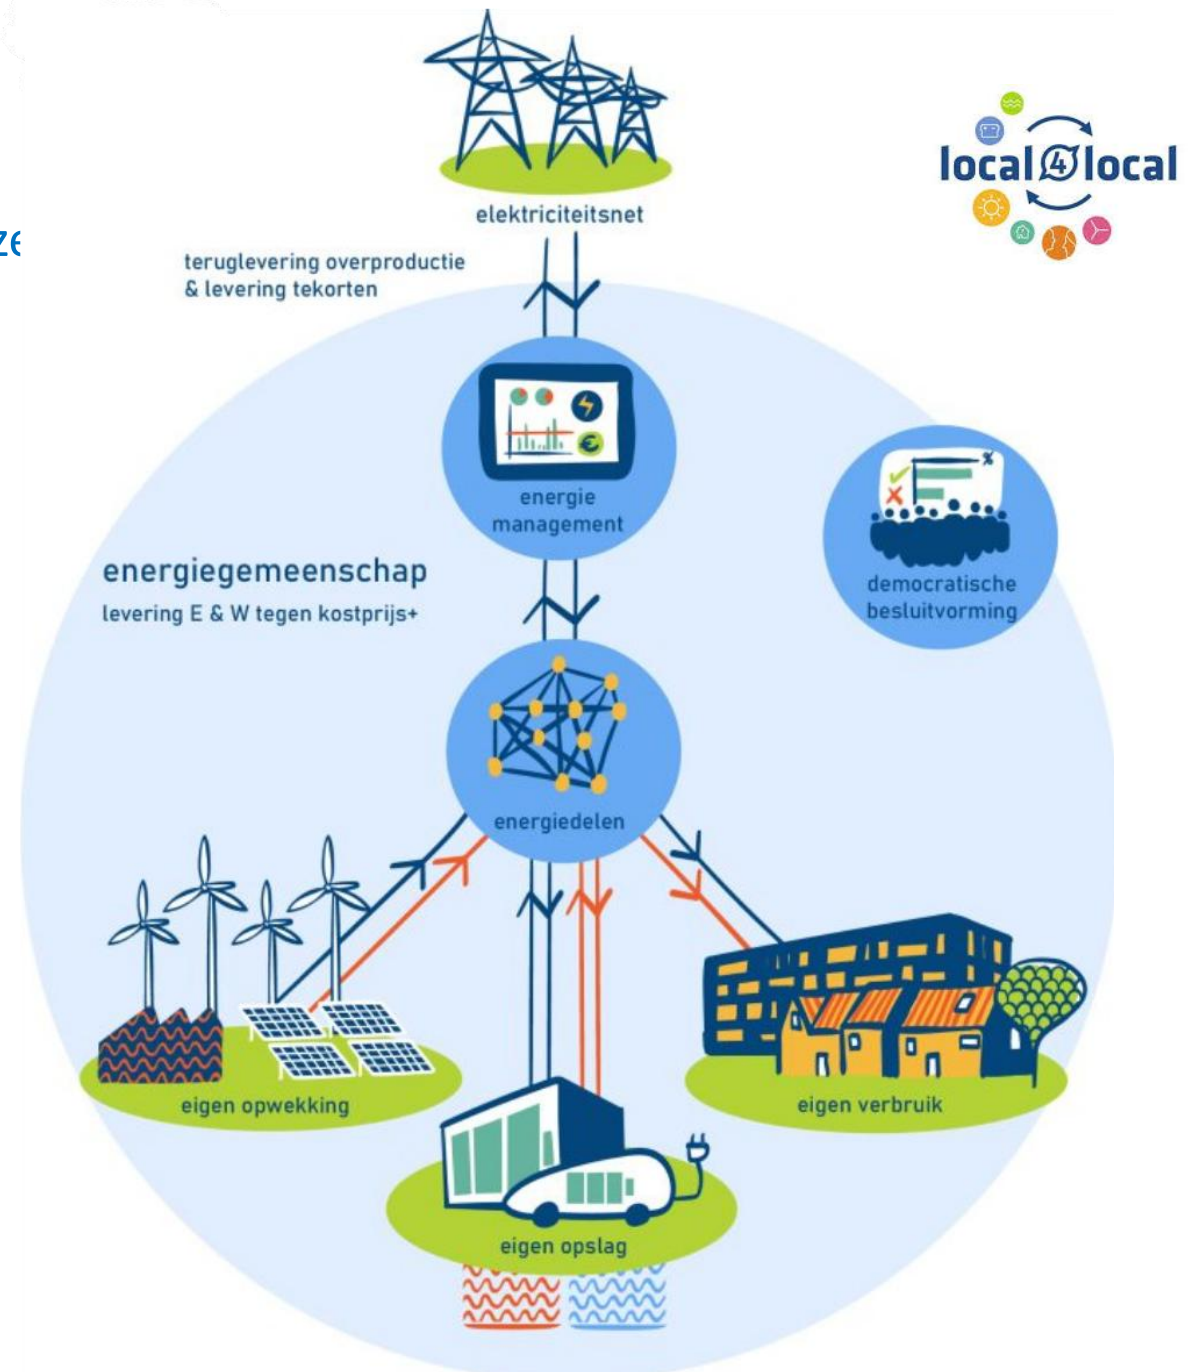 elektriciteitsnet
local4local
teruglevering overproductie
& levering tekorten
energie
management
democratische
besluitvorming
energiegemeenschap
levering E & W tegen kostprijs+
energiedelen
eigen opwekking
eigen verbruik
eigen opslag